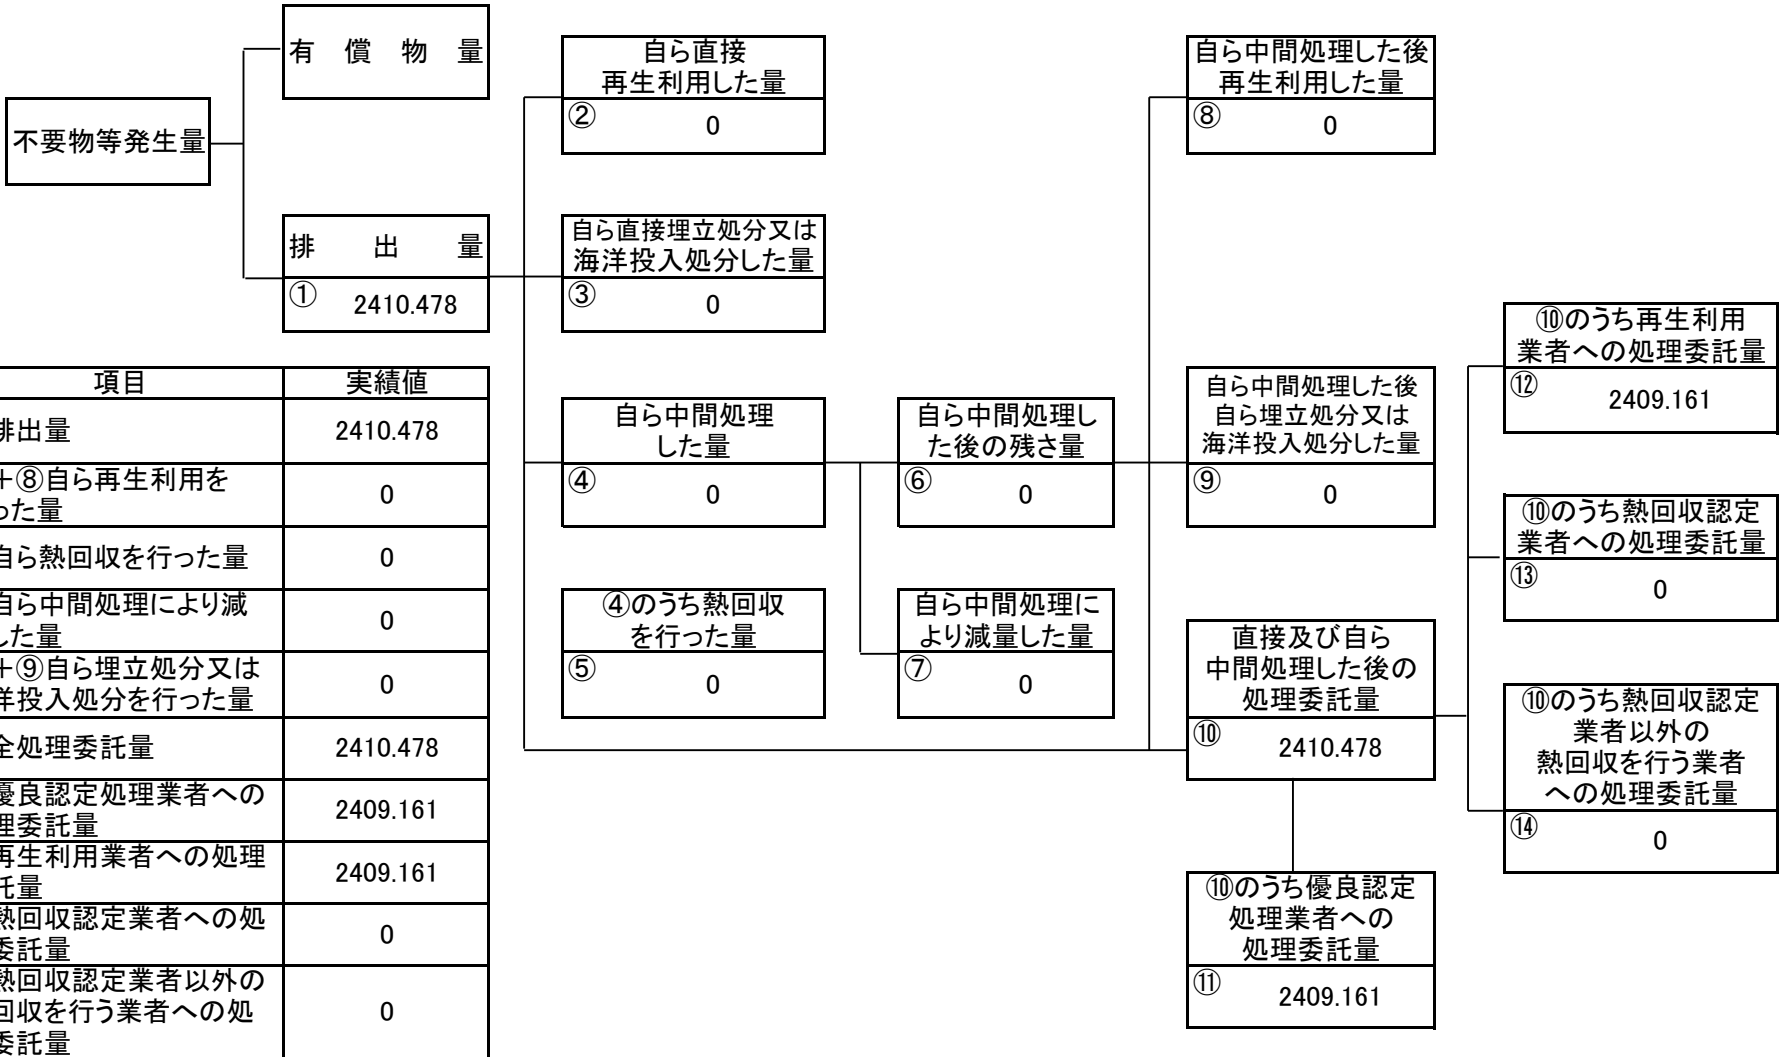 不要物等発生量
有 償 物 量
排 出 量
① 2410.478
自ら直接
再生利用した量
② 0
自ら直接埋立処分又は
海洋投入処分した量
③ 0
自ら中間処理
した量
④ 0
④のうち熱回収
を行った量
⑤ 0
自ら中間処理し
た後の残さ量
⑥ 0
自ら中間処理に
より減量した量
⑦ 0
自ら中間処理した後
再生利用した量
⑧ 0
自ら中間処理した後
自ら埋立処分又は
海洋投入処分した量
⑨ 0
直接及び自ら
中間処理した後の
処理委託量
⑩ 2410.478
⑩のうち優良認定
処理業者への
処理委託量
⑪ 2409.161
⑩のうち再生利用
業者への処理委託量
⑫ 2409.161
⑩のうち熱回収認定
業者への処理委託量
⑬ 0
⑩のうち熱回収認定
業者以外の
熱回収を行う業者
への処理委託量
⑭ 0
項目 実績値
排出量 2410.478
+⑧自ら再生利用を
った量 0
自ら熱回収を行った量 0
自ら中間処理により減
した量 0
+⑨自ら埋立処分又は
洋投入処分を行った量 0
全処理委託量 2410.478
優良認定処理業者への
理委託量 2409.161
再生利用業者への処理
託量 2409.161
熱回収認定業者への処
委託量 0
熱回収認定業者以外の
回収を行う業者への処
委託量 0